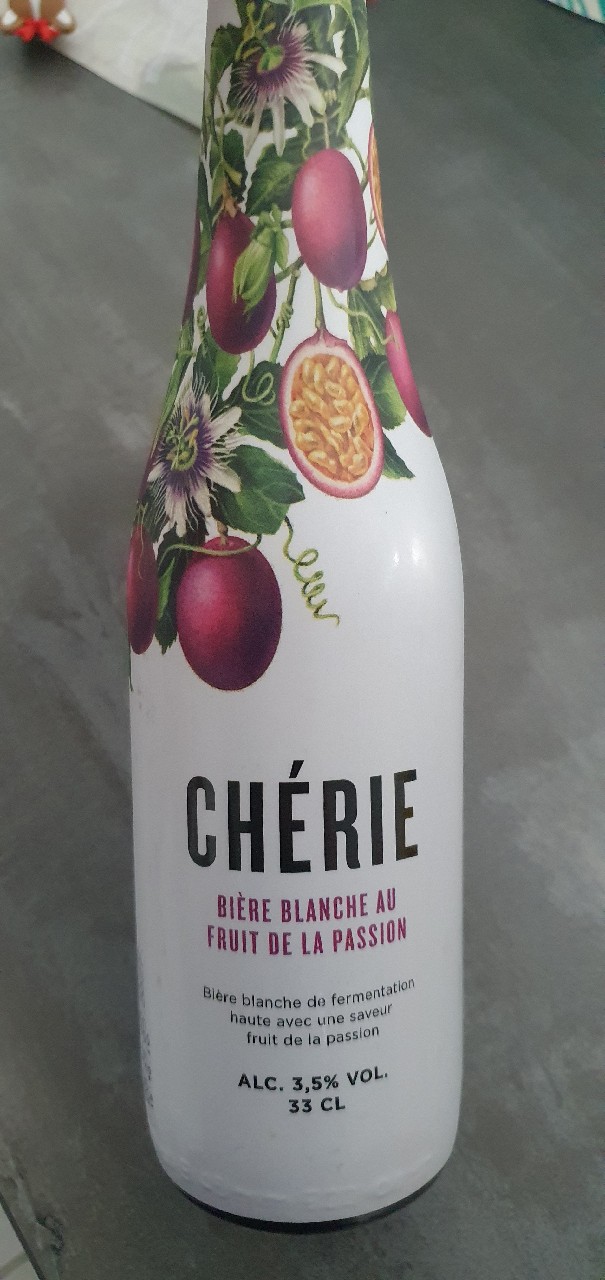 CHÉRIE
BIÈRE BLANCHE AU
FRUIT DE LA PASSION
Bière blanche de fermentation
haute avec une saveur
fruit de la passion
ALC. 3,5% VOL.
33 CL